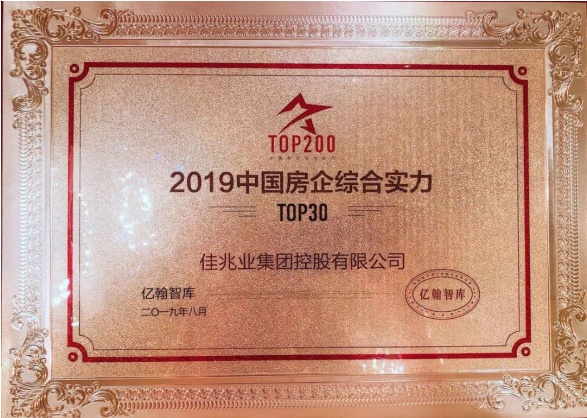 TOP200
2019中国房企综合实力
TOP30
佳兆业集团控股有限公司
亿翰智库
二〇一九年八月
亿翰智库